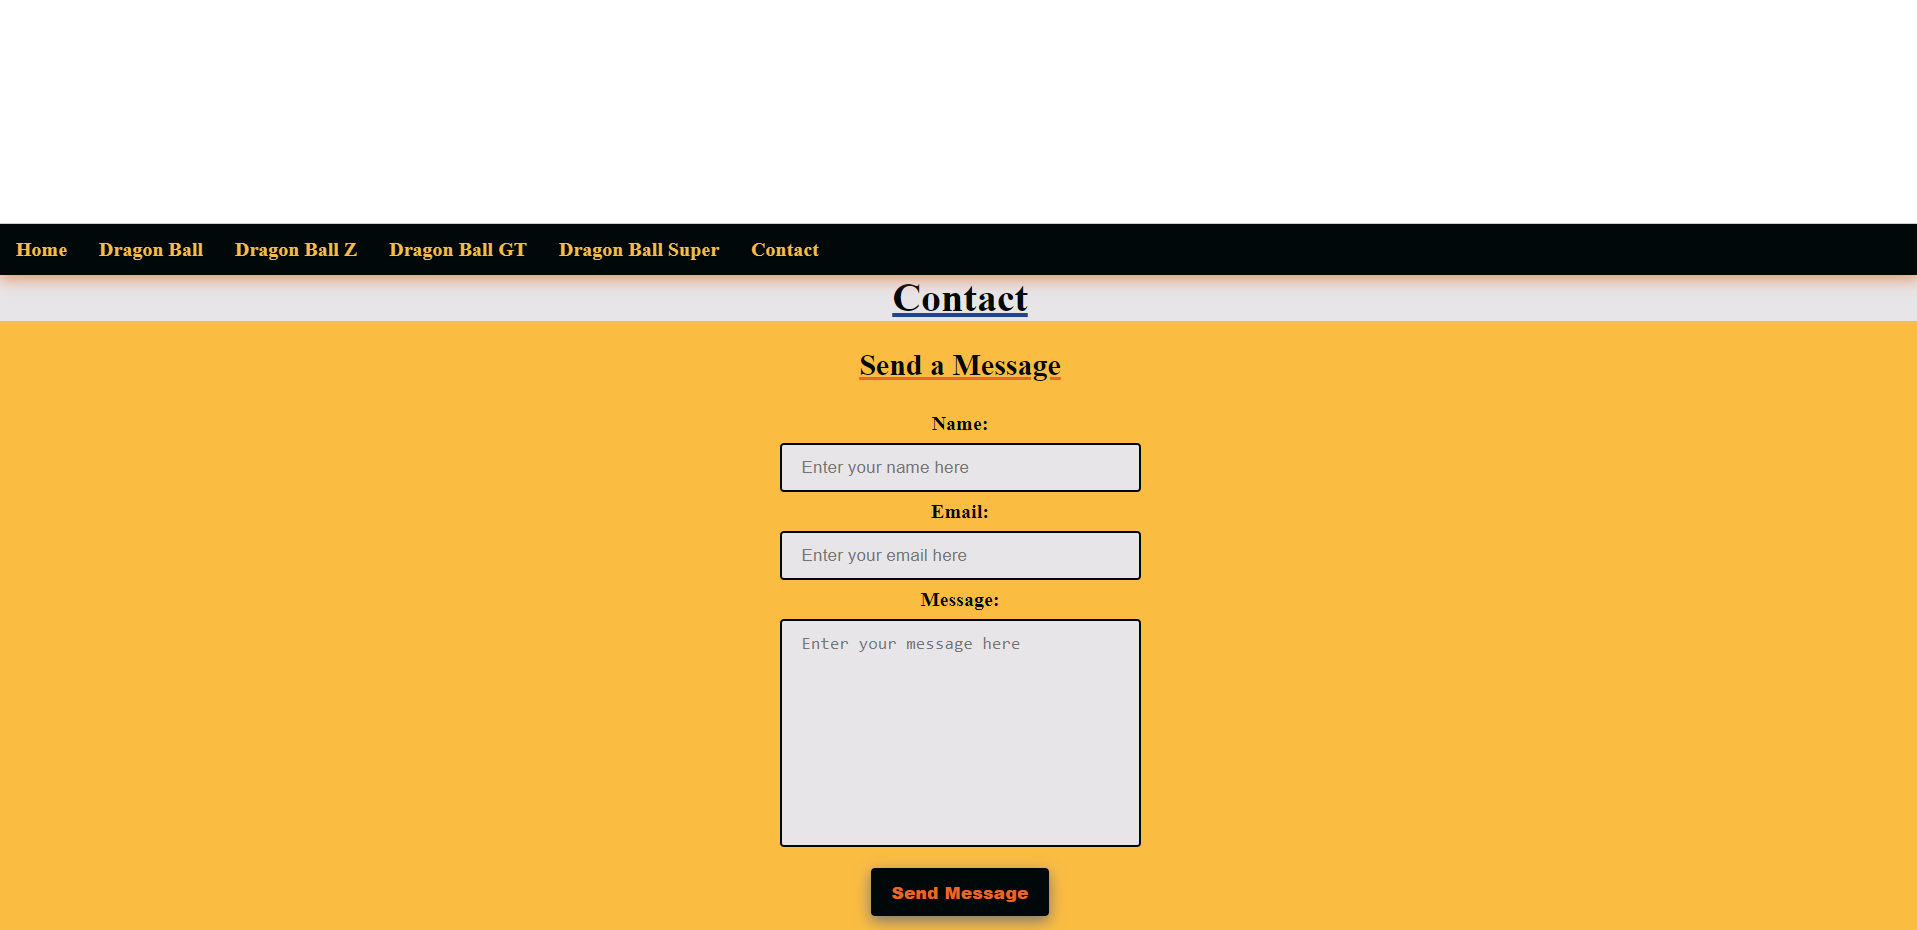 Home Dragon Ball Dragon Ball Z Dragon Ball GT Dragon Ball Super Contact
Contact
Send a Message
Name:
Enter your name here
Email:
Enter your email here
Message:
Enter your message here
Send Message